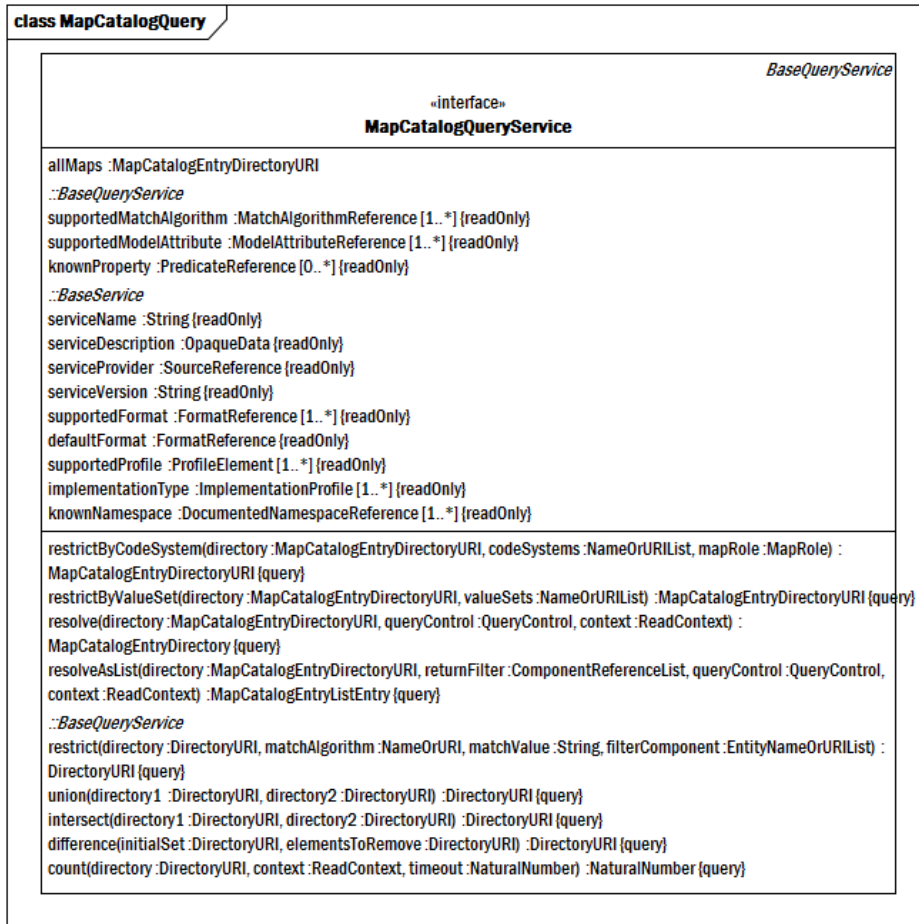 class MapCatalogQuery
BaseQueryService
«interface»
MapCatalogQueryService
allMaps :MapCatalogEntryDirectoryURI
::BaseQueryService
supportedMatchAlgorithm :MatchAlgorithmReference [1..*] {readOnly}
supportedModelAttribute :ModelAttributeReference [1..*] {readOnly}
knownProperty :PredicateReference [0..*] {readOnly}
::BaseService
serviceName :String {readOnly}
serviceDescription :OpaqueData {readOnly}
serviceProvider :SourceReference {readOnly}
serviceVersion :String {readOnly}
supportedFormat :FormatReference [1..*] {readOnly}
defaultFormat :FormatReference {readOnly}
supportedProfile :ProfileElement [1..*] {readOnly}
implementationType :ImplementationProfile [1..*] {readOnly}
knownNamespace :DocumentedNamespaceReference [1..*] {readOnly}
restrictByCodeSystem(directory :MapCatalogEntryDirectoryURI, codeSystems :NameOrURIList, mapRole :MapRole) :
MapCatalogEntryDirectoryURI {query}
restrictByValueSet(directory :MapCatalogEntryDirectoryURI, valueSets :NameOrURIList) :MapCatalogEntryDirectoryURI {query}
resolve(directory :MapCatalogEntryDirectoryURI, queryControl :QueryControl, context :ReadContext) :
MapCatalogEntryDirectory {query}
resolveAsList(directory :MapCatalogEntryDirectoryURI, returnFilter :ComponentReferenceList, queryControl :QueryControl,
context :ReadContext) :MapCatalogEntryListEntry {query}
::BaseQueryService
restrict(directory :DirectoryURI, matchAlgorithm :NameOrURI, matchValue :String, filterComponent :EntityNameOrURIList) :
DirectoryURI {query}
union(directory1 :DirectoryURI, directory2 :DirectoryURI) :DirectoryURI {query}
intersect(directory1 :DirectoryURI, directory2 :DirectoryURI) :DirectoryURI {query}
difference(initialSet :DirectoryURI, elementsToRemove :DirectoryURI) :DirectoryURI {query}
count(directory :DirectoryURI, context :ReadContext, timeout :NaturalNumber) :NaturalNumber {query}